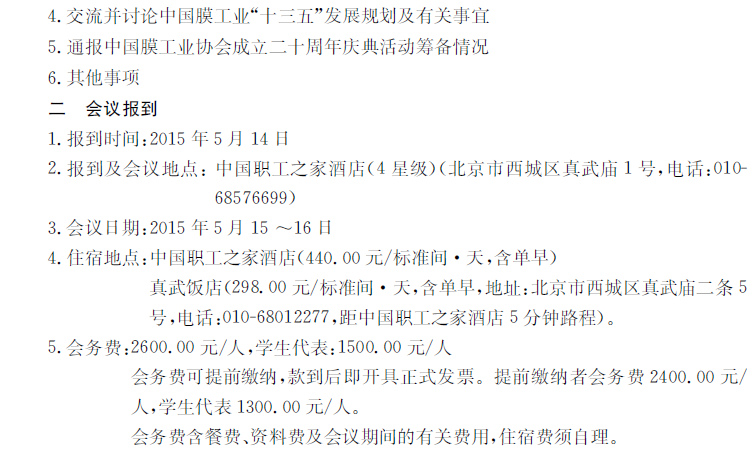 4. 交流并讨论中国膜工业“十三五”发展规划及有关事宜
5. 通报中国膜工业协会成立二十周年庆典活动筹备情况
6. 其他事项
二 会议报到
1. 报到时间:2015 年 5 月 14 日
2. 报到及会议地点: 中国职工之家酒店(4 星级)(北京市西城区真武庙 1 号,电话:010-
68576699)
3. 会议日期:2015 年 5 月 15 ~16 日
4. 住宿地点:中国职工之家酒店(440.00 元/标准间·天,含单早)
真武饭店(298.00 元/标准间·天,含单早,地址:北京市西城区真武庙二条 5
号,电话:010-68012277,距中国职工之家酒店 5 分钟路程)。
5. 会务费:2600.00 元/人,学生代表:1500.00 元/人
会务费可提前缴纳,款到后即开具正式发票。提前缴纳者会务费 2400.00 元/
人,学生代表 1300.00 元/人。
会务费含餐费、资料费及会议期间的有关费用,住宿费须自理。